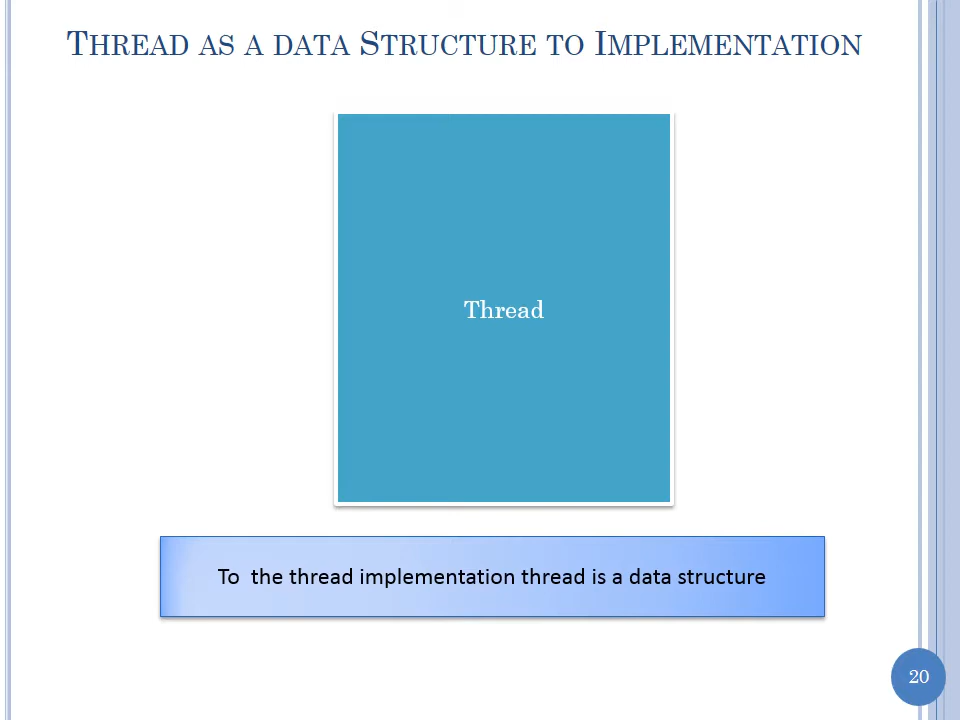 THREAD AS A DATA STRUCTURE TO IMPLEMENTATION
Thread
To the thread implementation thread is a data structure
20